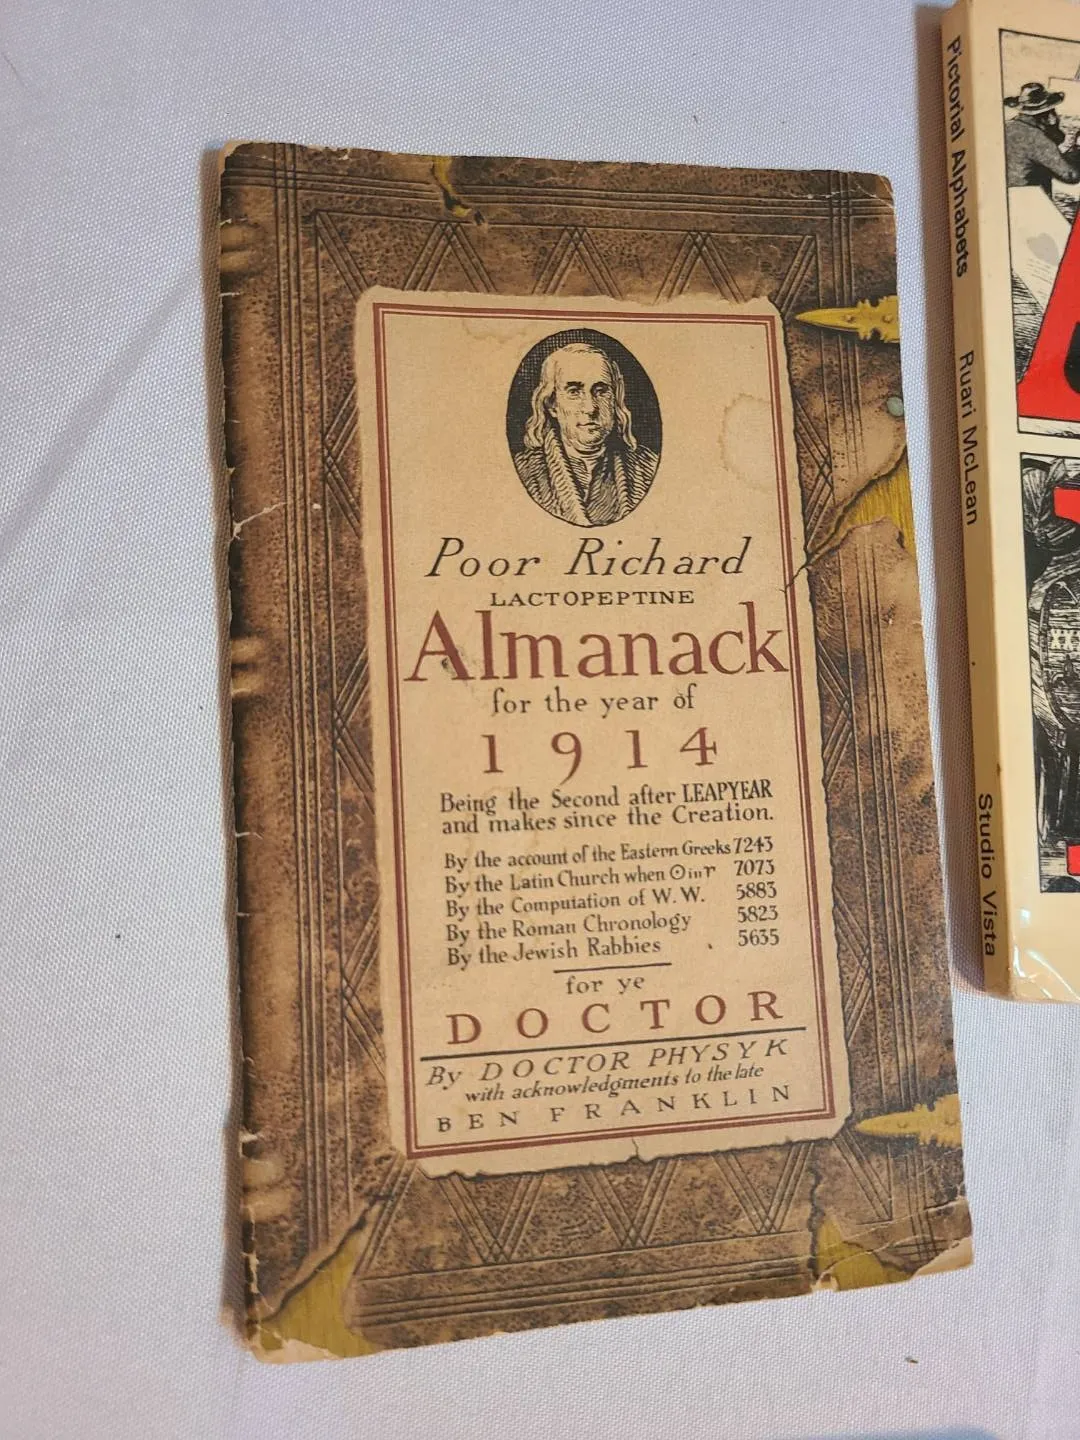 Poor Richard
LACTOPEPTINE
Almanack
for the year of
1914
Being the Second after LEAPYEAR
and makes since the Creation.
By the account of the Eastern Greeks 7243
By the Latin Church when ☉ in ♈ 7073
By the Computation of W. W. 5883
By the Roman Chronology 5823
By the Jewish Rabbies 5635
for ye
DOCTOR
By DOCTOR PHYSYK
with acknowledgments to the late
BEN FRANKLIN
Pictorial Alphabets Ruari McLean Studio Vista